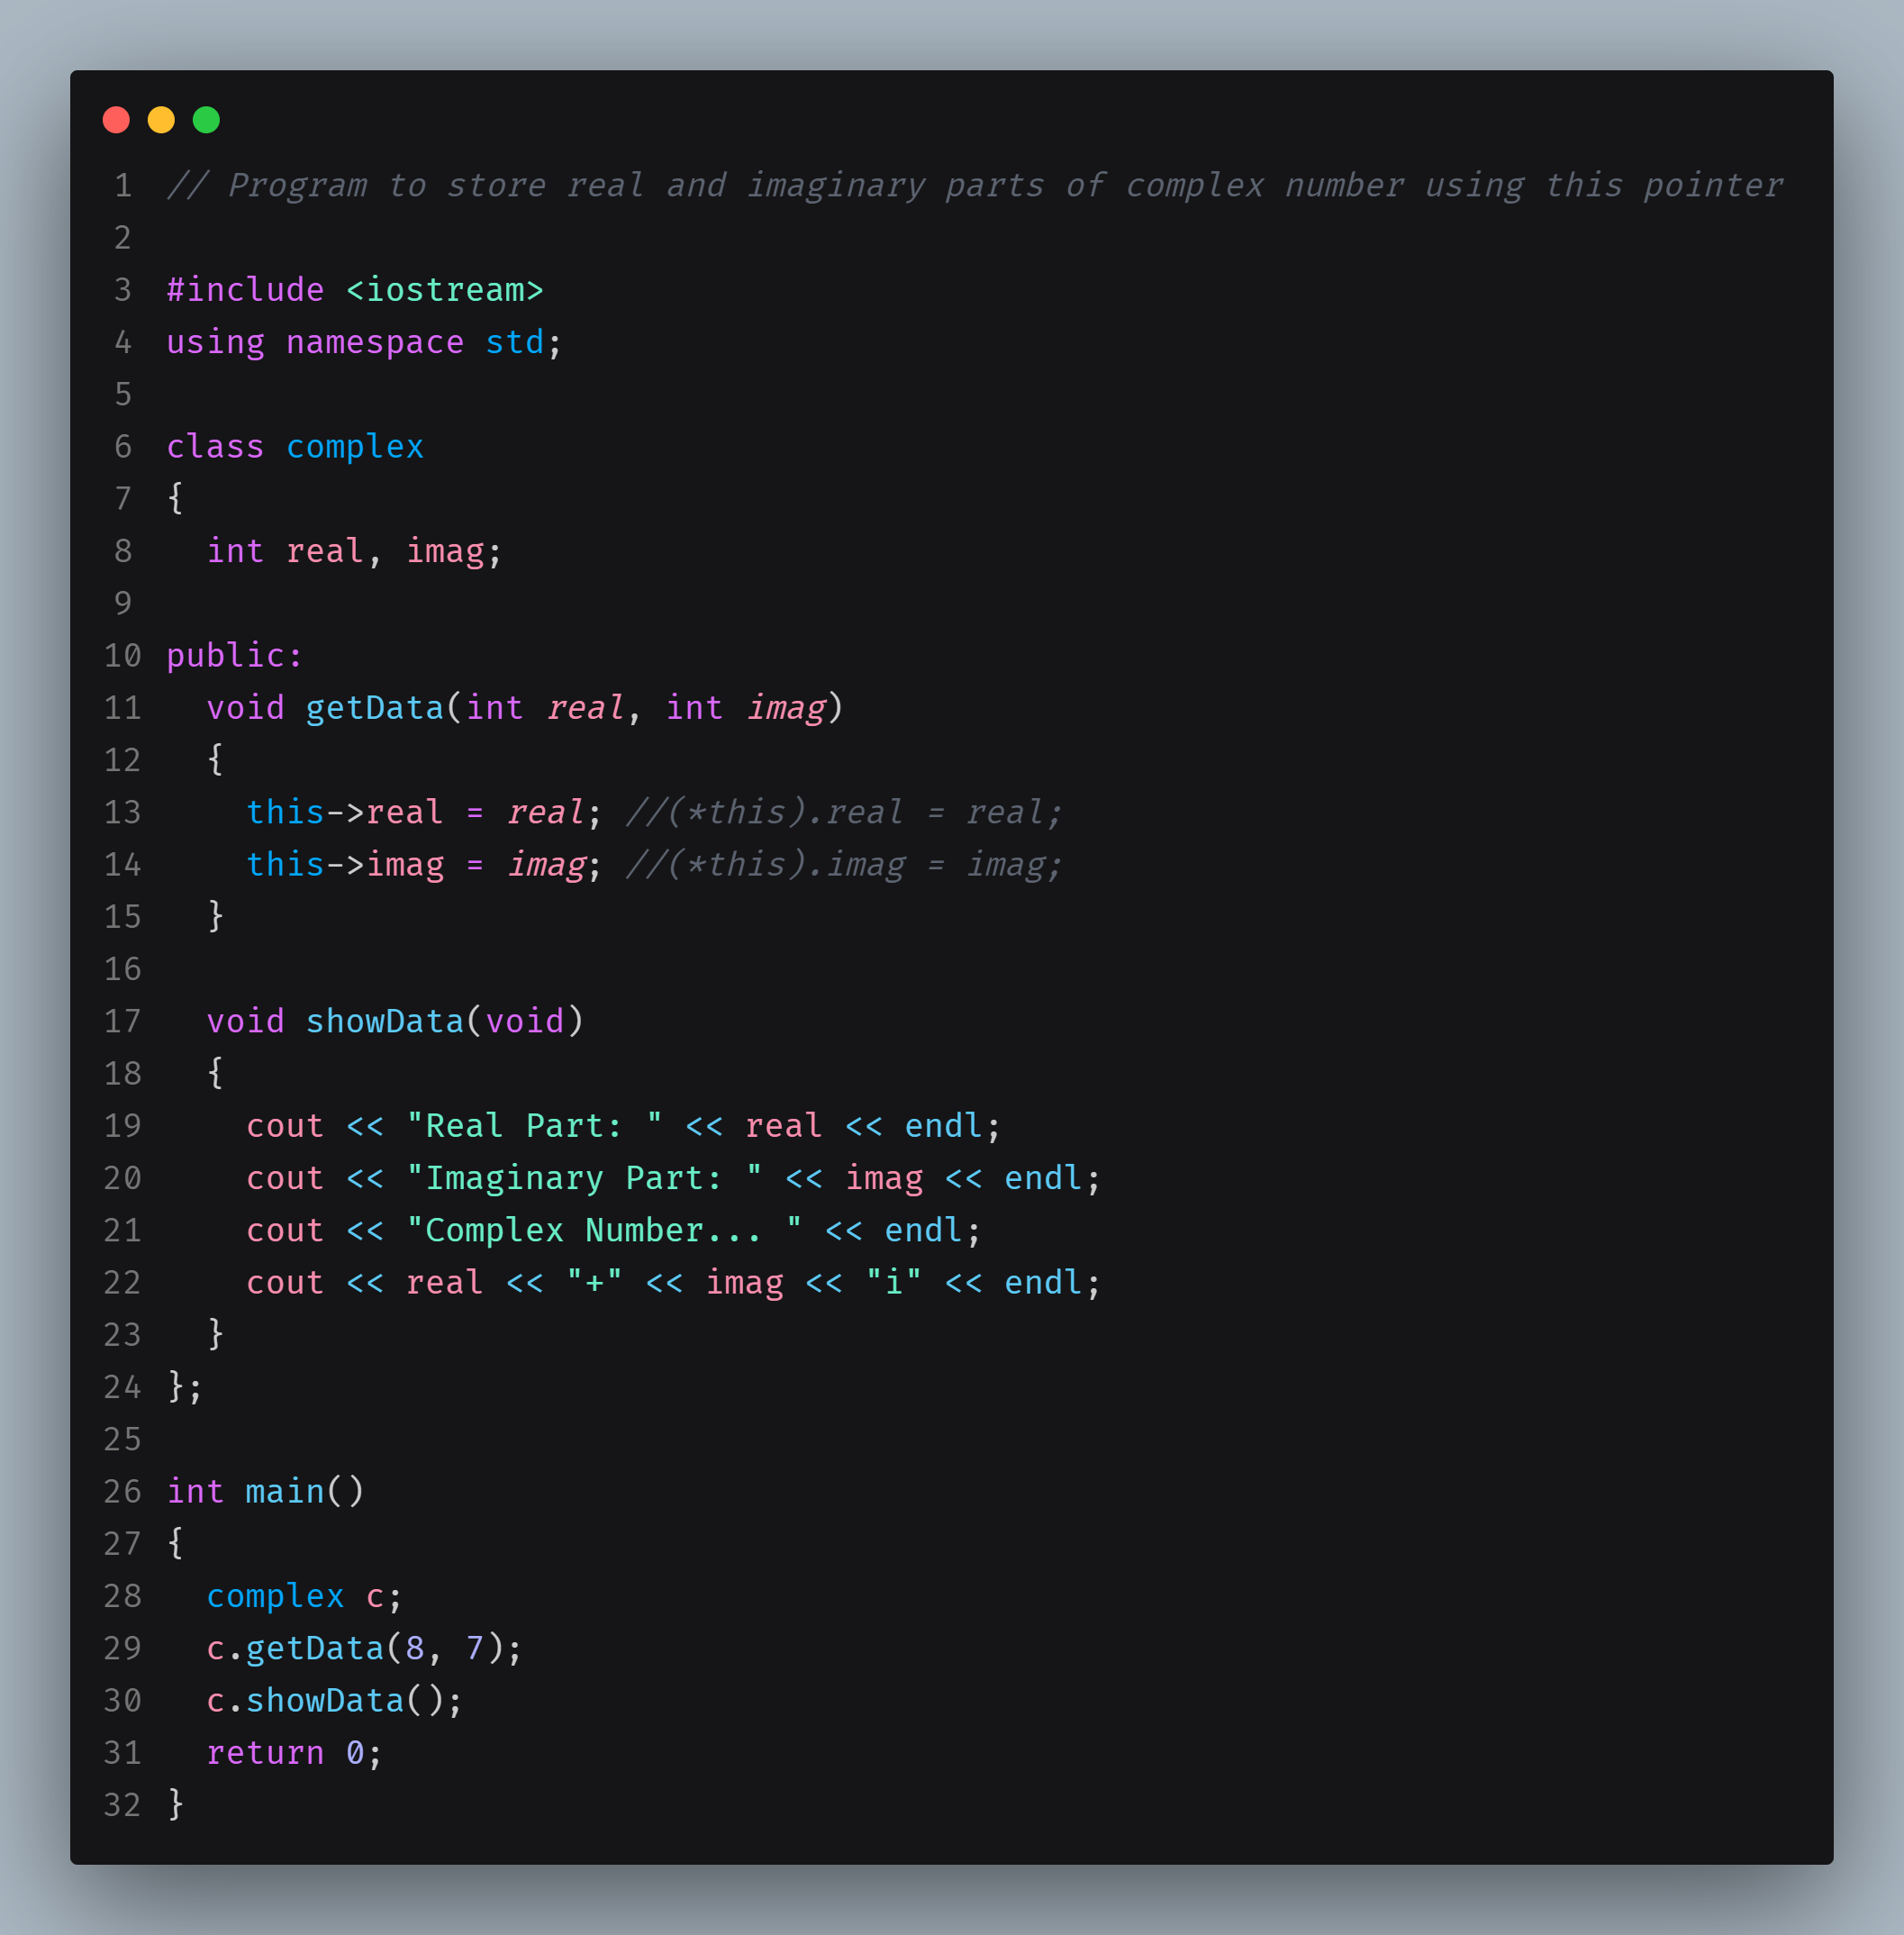 1 // Program to store real and imaginary parts of complex number using this pointer
2
3 #include <iostream>
4 using namespace std;
5
6 class complex
7 {
8   int real, imag;
9
10 public:
11   void getData(int real, int imag)
12   {
13     this->real = real; //(*this).real = real;
14     this->imag = imag; //(*this).imag = imag;
15   }
16
17   void showData(void)
18   {
19     cout << "Real Part: " << real << endl;
20     cout << "Imaginary Part: " << imag << endl;
21     cout << "Complex Number... " << endl;
22     cout << real << "+" << imag << "i" << endl;
23   }
24 };
25
26 int main()
27 {
28   complex c;
29   c.getData(8, 7);
30   c.showData();
31   return 0;
32 }